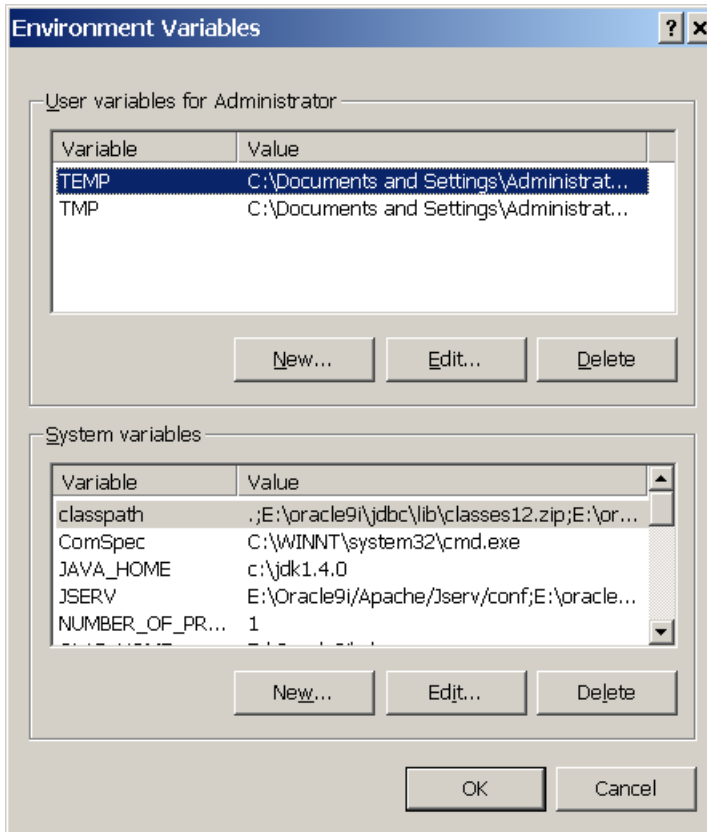 Environment Variables
User variables for Administrator
Variable Value
TEMP C:\Documents and Settings\Administrat...
TMP C:\Documents and Settings\Administrat...
New... Edit... Delete
System variables
Variable Value
classpath .;E:\oracle9i\jdbc\lib\classes12.zip;E:\or...
ComSpec C:\WINNT\system32\cmd.exe
JAVA_HOME c:\jdk1.4.0
JSERV E:\Oracle9i/Apache/Jserv/conf;E:\oracle...
NUMBER_OF_PR... 1
New... Edit... Delete
OK Cancel